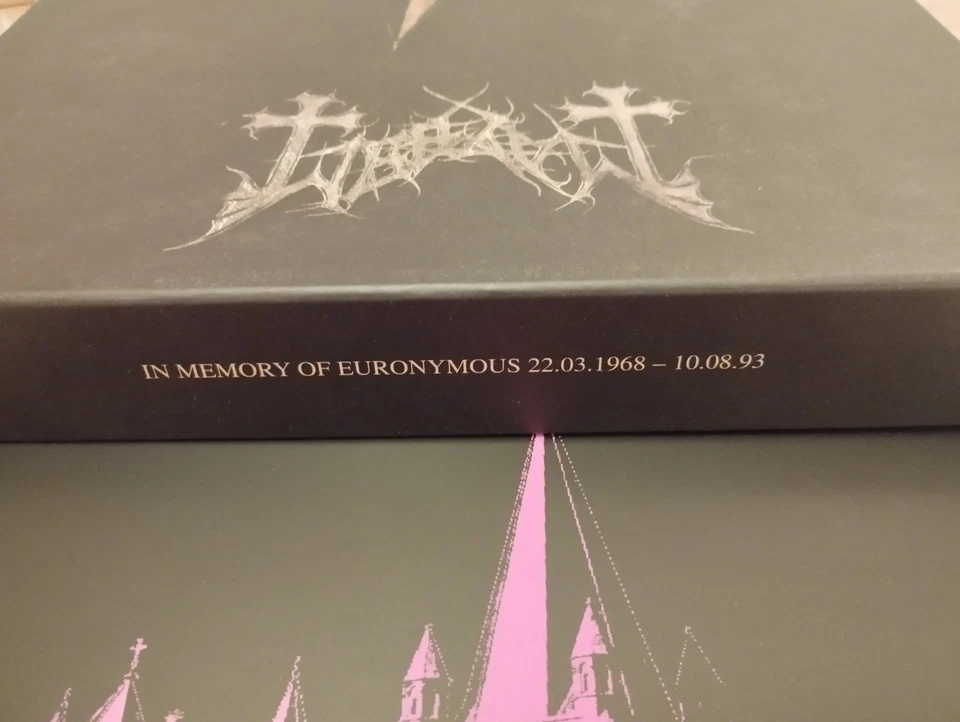 IN MEMORY OF EURONYMOUS 22.03.1968 – 10.08.93